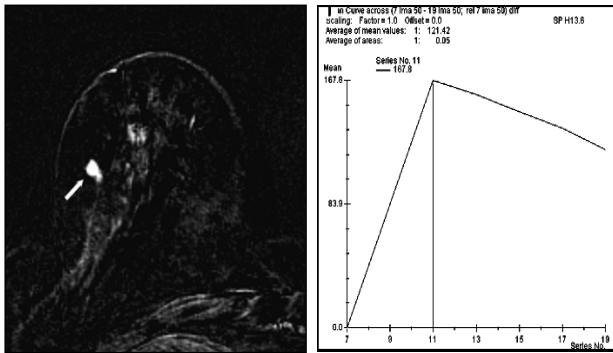 in Curve across (7 Ima 50 - 19 Ima 50; rel 7 ima 50) diff
Scaling: Factor = 1.0 Offset = 0.0 SP H13.6
Average of mean values: 1: 121.42
Average of areas: 1: 0.05
Series No. 11
Mean
167.8
167.8
83.9
0.0
7 9 11 13 15 17 19
Series No.